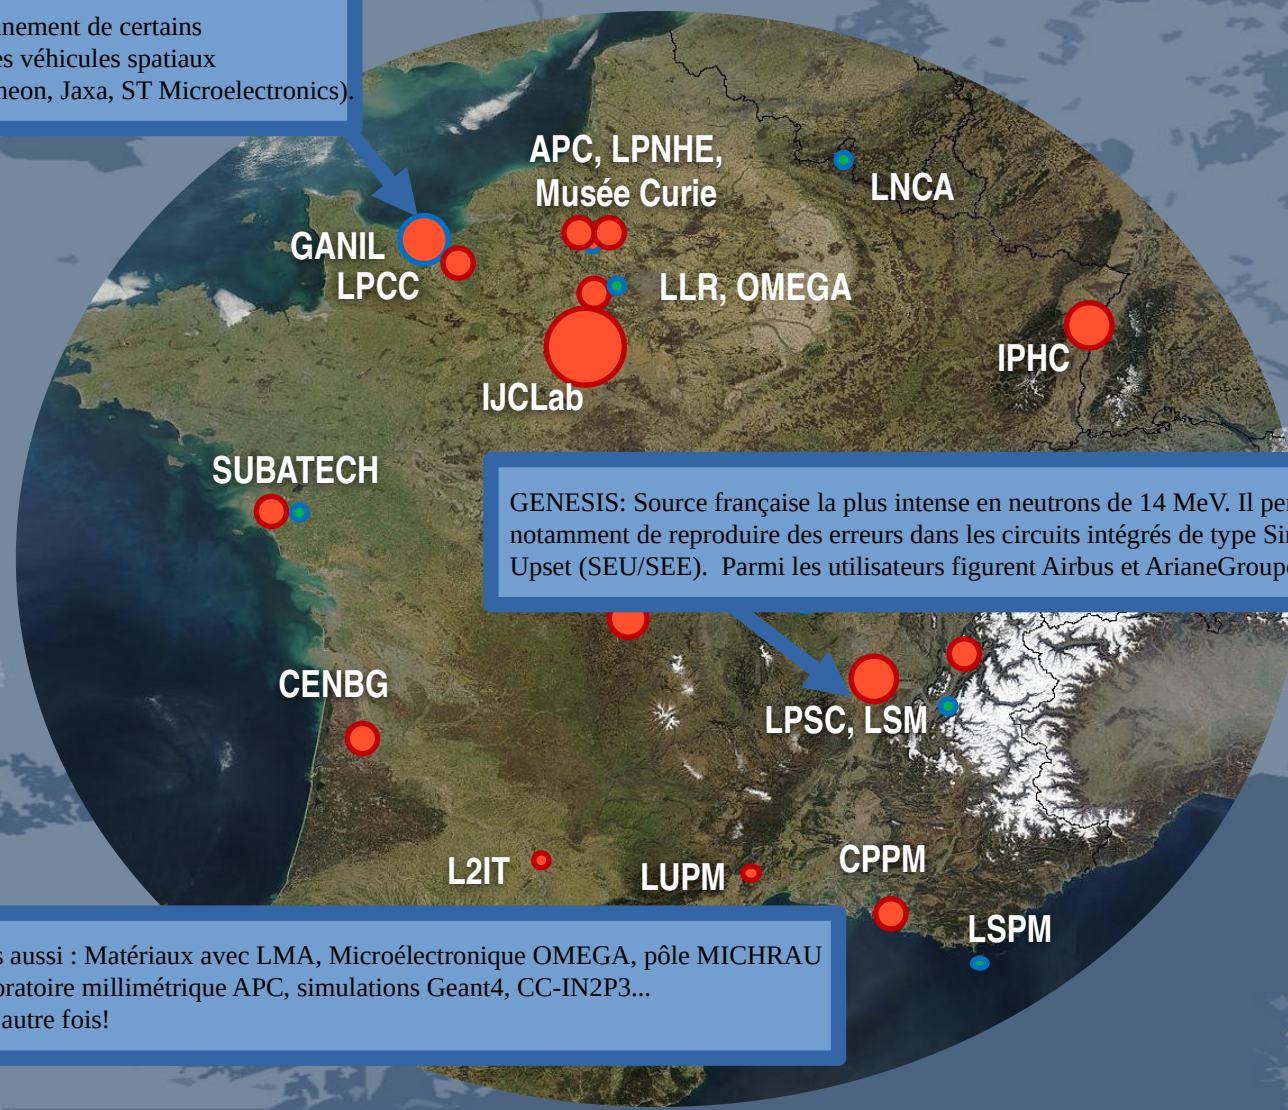 nement de certains
es véhicules spatiaux
neon, Jaxa, ST Microelectronics).
APC, LPNHE,
Musée Curie
LNCA
GANIL
LPCC
LLR, OMEGA
IPHC
IJCLab
SUBATECH
GENESIS: Source française la plus intense en neutrons de 14 MeV. Il per
notamment de reproduire des erreurs dans les circuits intégrés de type Sin
Upset (SEU/SEE).  Parmi les utilisateurs figurent Airbus et ArianeGroupe
CENBG
LPSC, LSM
L2IT
LUPM
CPPM
LSPM
s aussi : Matériaux avec LMA, Microélectronique OMEGA, pôle MICHRAU
oratoire millimétrique APC, simulations Geant4, CC-IN2P3...
autre fois!